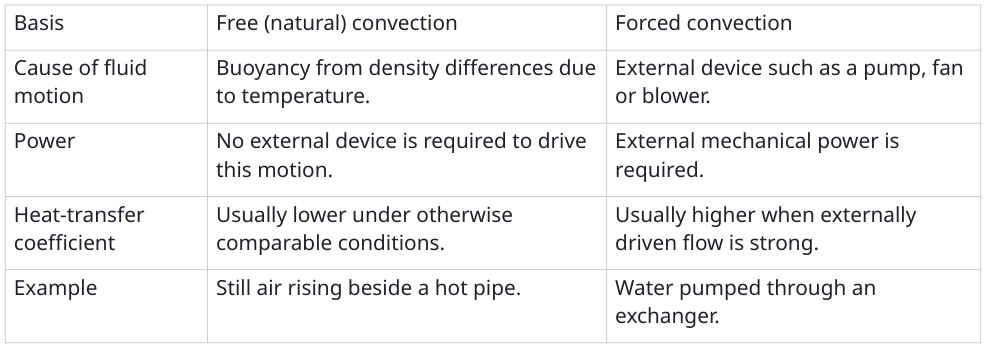 Basis
Free (natural) convection
Forced convection
Cause of fluid
motion
Buoyancy from density differences due
to temperature.
External device such as a pump, fan
or blower.
Power
No external device is required to drive
this motion.
External mechanical power is
required.
Heat-transfer
coefficient
Usually lower under otherwise
comparable conditions.
Usually higher when externally
driven flow is strong.
Example
Still air rising beside a hot pipe.
Water pumped through an
exchanger.